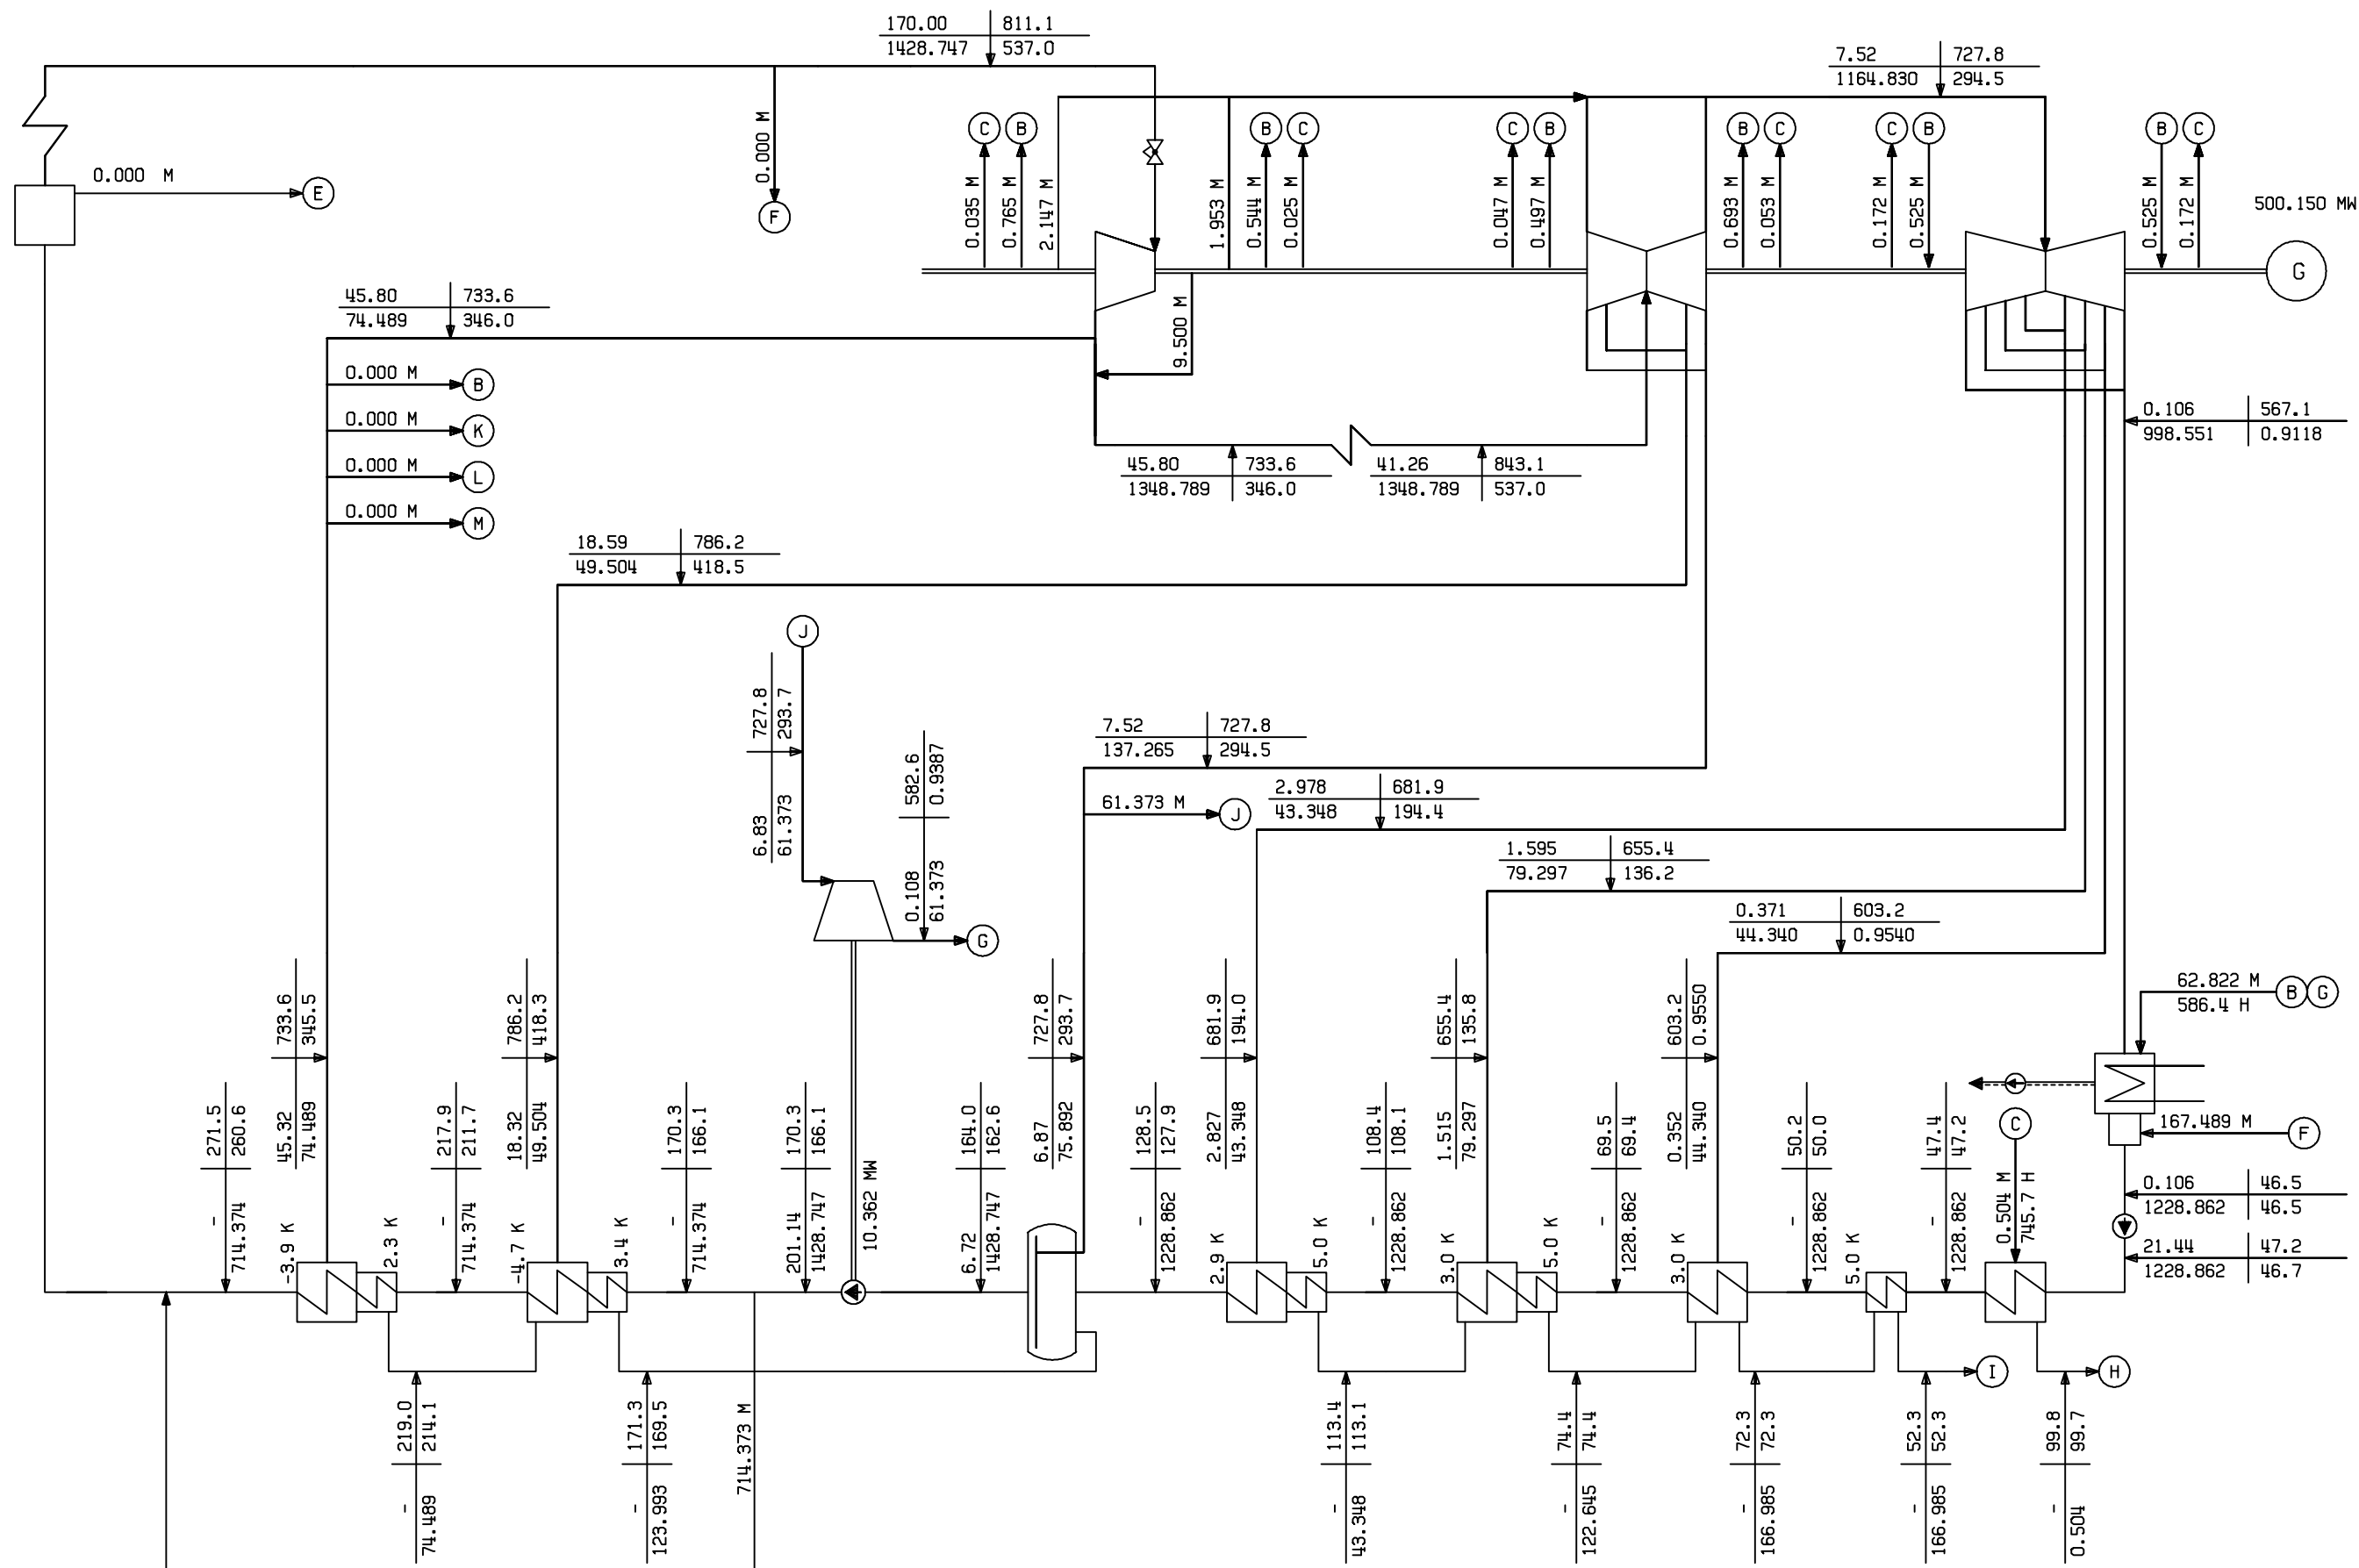 170.00 811.1
1428.747 537.0
7.52 727.8
1164.830 294.5
0.000 M
E
0.000 M
F
C
B
B
C
C
B
B
C
C
B
B
C
0.035 M
0.765 M
2.147 M
1.953 M
0.544 M
0.025 M
0.047 M
0.497 M
0.693 M
0.053 M
0.172 M
0.525 M
0.525 M
0.172 M
500.150 MW
G
45.80 733.6
74.489 346.0
9.500 M
0.000 M
B
0.000 M
K
0.000 M
L
0.000 M
M
0.106 567.1
998.551 0.9118
45.80 733.6
1348.789 346.0
41.26 843.1
1348.789 537.0
18.59 786.2
49.504 418.5
J
6.83 727.8
61.373 293.7
0.108 582.6
61.373 0.9387
G
7.52 727.8
137.265 294.5
61.373 M
J
2.978 681.9
43.348 194.4
1.595 655.4
79.297 136.2
0.371 603.2
44.340 0.9540
62.822 M
586.4 H
B
G
45.32 733.6
74.489 345.5
18.32 786.2
49.504 418.3
6.87 727.8
75.892 293.7
2.827 681.9
43.348 194.0
1.515 655.4
79.297 135.8
0.352 603.2
44.340 0.9550
C
167.489 M
F
0.504 M
745.7 H
- 271.5
714.374 260.6
- 217.9
714.374 211.7
- 170.3
714.374 166.1
201.14 170.3
1428.747 166.1
10.362 MW
6.72 164.0
1428.747 162.6
- 128.5
1228.862 127.9
- 108.4
1228.862 108.1
- 69.5
1228.862 69.4
- 50.2
1228.862 50.0
- 47.4
1228.862 47.2
0.106 46.5
1228.862 46.5
21.44 47.2
1228.862 46.7
-3.9 K
2.3 K
-4.7 K
3.4 K
2.9 K
5.0 K
3.0 K
5.0 K
3.0 K
5.0 K
I
H
- 219.0
74.489 214.1
- 171.3
123.993 169.5
714.373 M
- 113.4
43.348 113.1
- 74.4
122.645 74.4
- 72.3
166.985 72.3
- 52.3
166.985 52.3
- 99.8
0.504 99.7